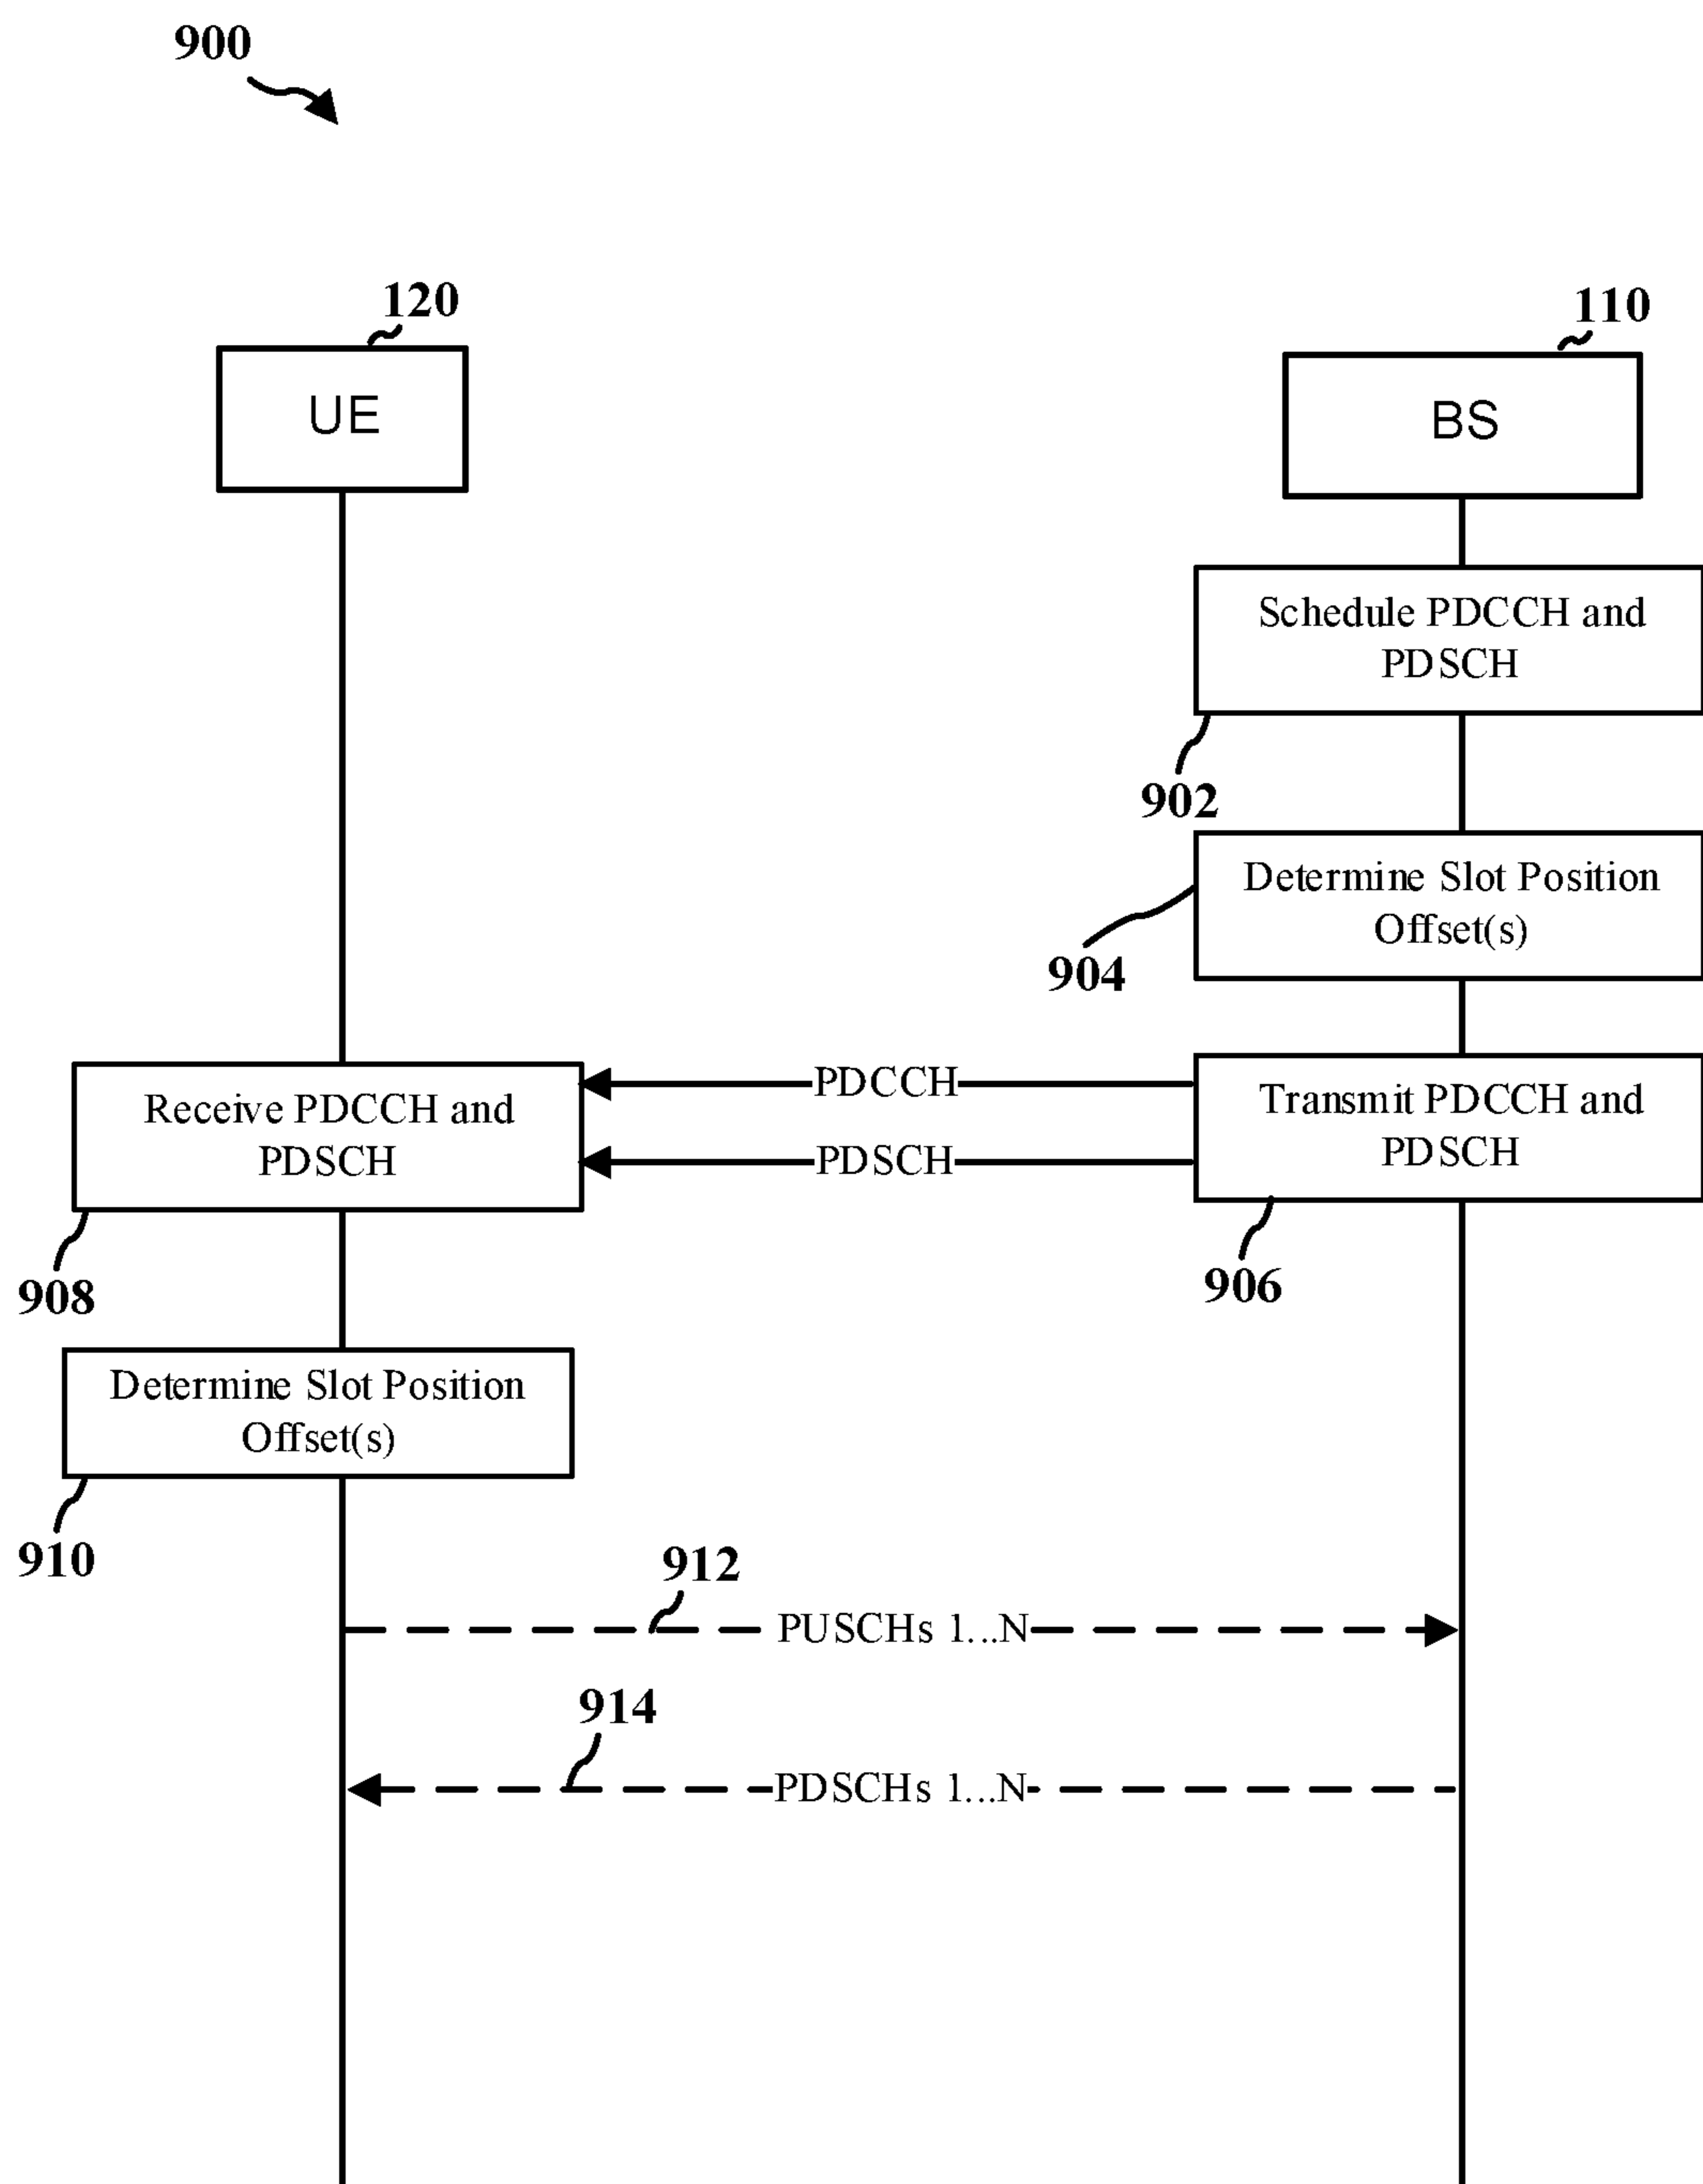 900
120
110
UE
BS
Schedule PDCCH and
PDSCH
902
Determine Slot Position
Offset(s)
904
PDCCH
Receive PDCCH and
PDSCH
PDSCH
Transmit PDCCH and
PDSCH
908
906
Determine Slot Position
Offset(s)
910
912
PUSCHs 1...N
914
PDSCHs 1...N